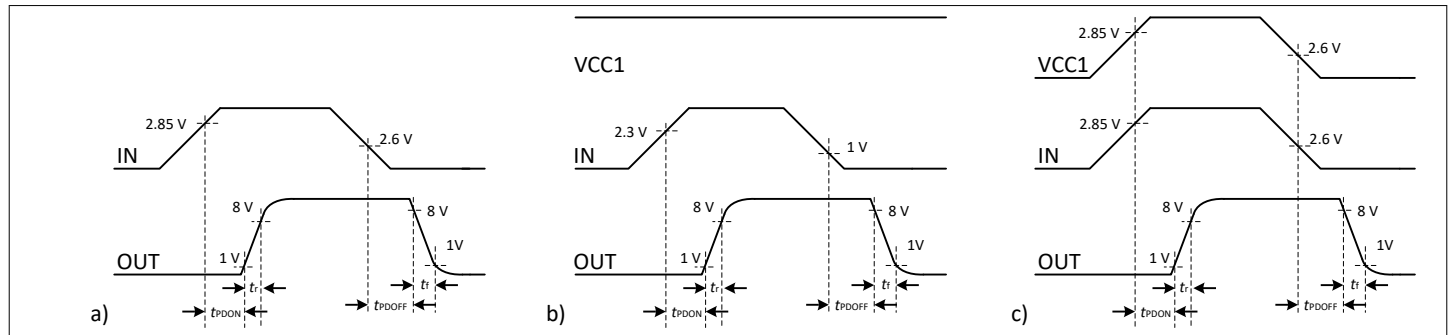 2.85 V
2.6 V
IN
8 V
8 V
1 V
1V
OUT
tr
tf
tPDON
tPDOFF
a)
VCC1
2.3 V
1 V
IN
8 V
8 V
1 V
1V
OUT
tr
tf
tPDON
tPDOFF
b)
2.85 V
2.6 V
VCC1
2.85 V
2.6 V
IN
8 V
8 V
1 V
1V
OUT
tr
tf
tPDON
tPDOFF
c)